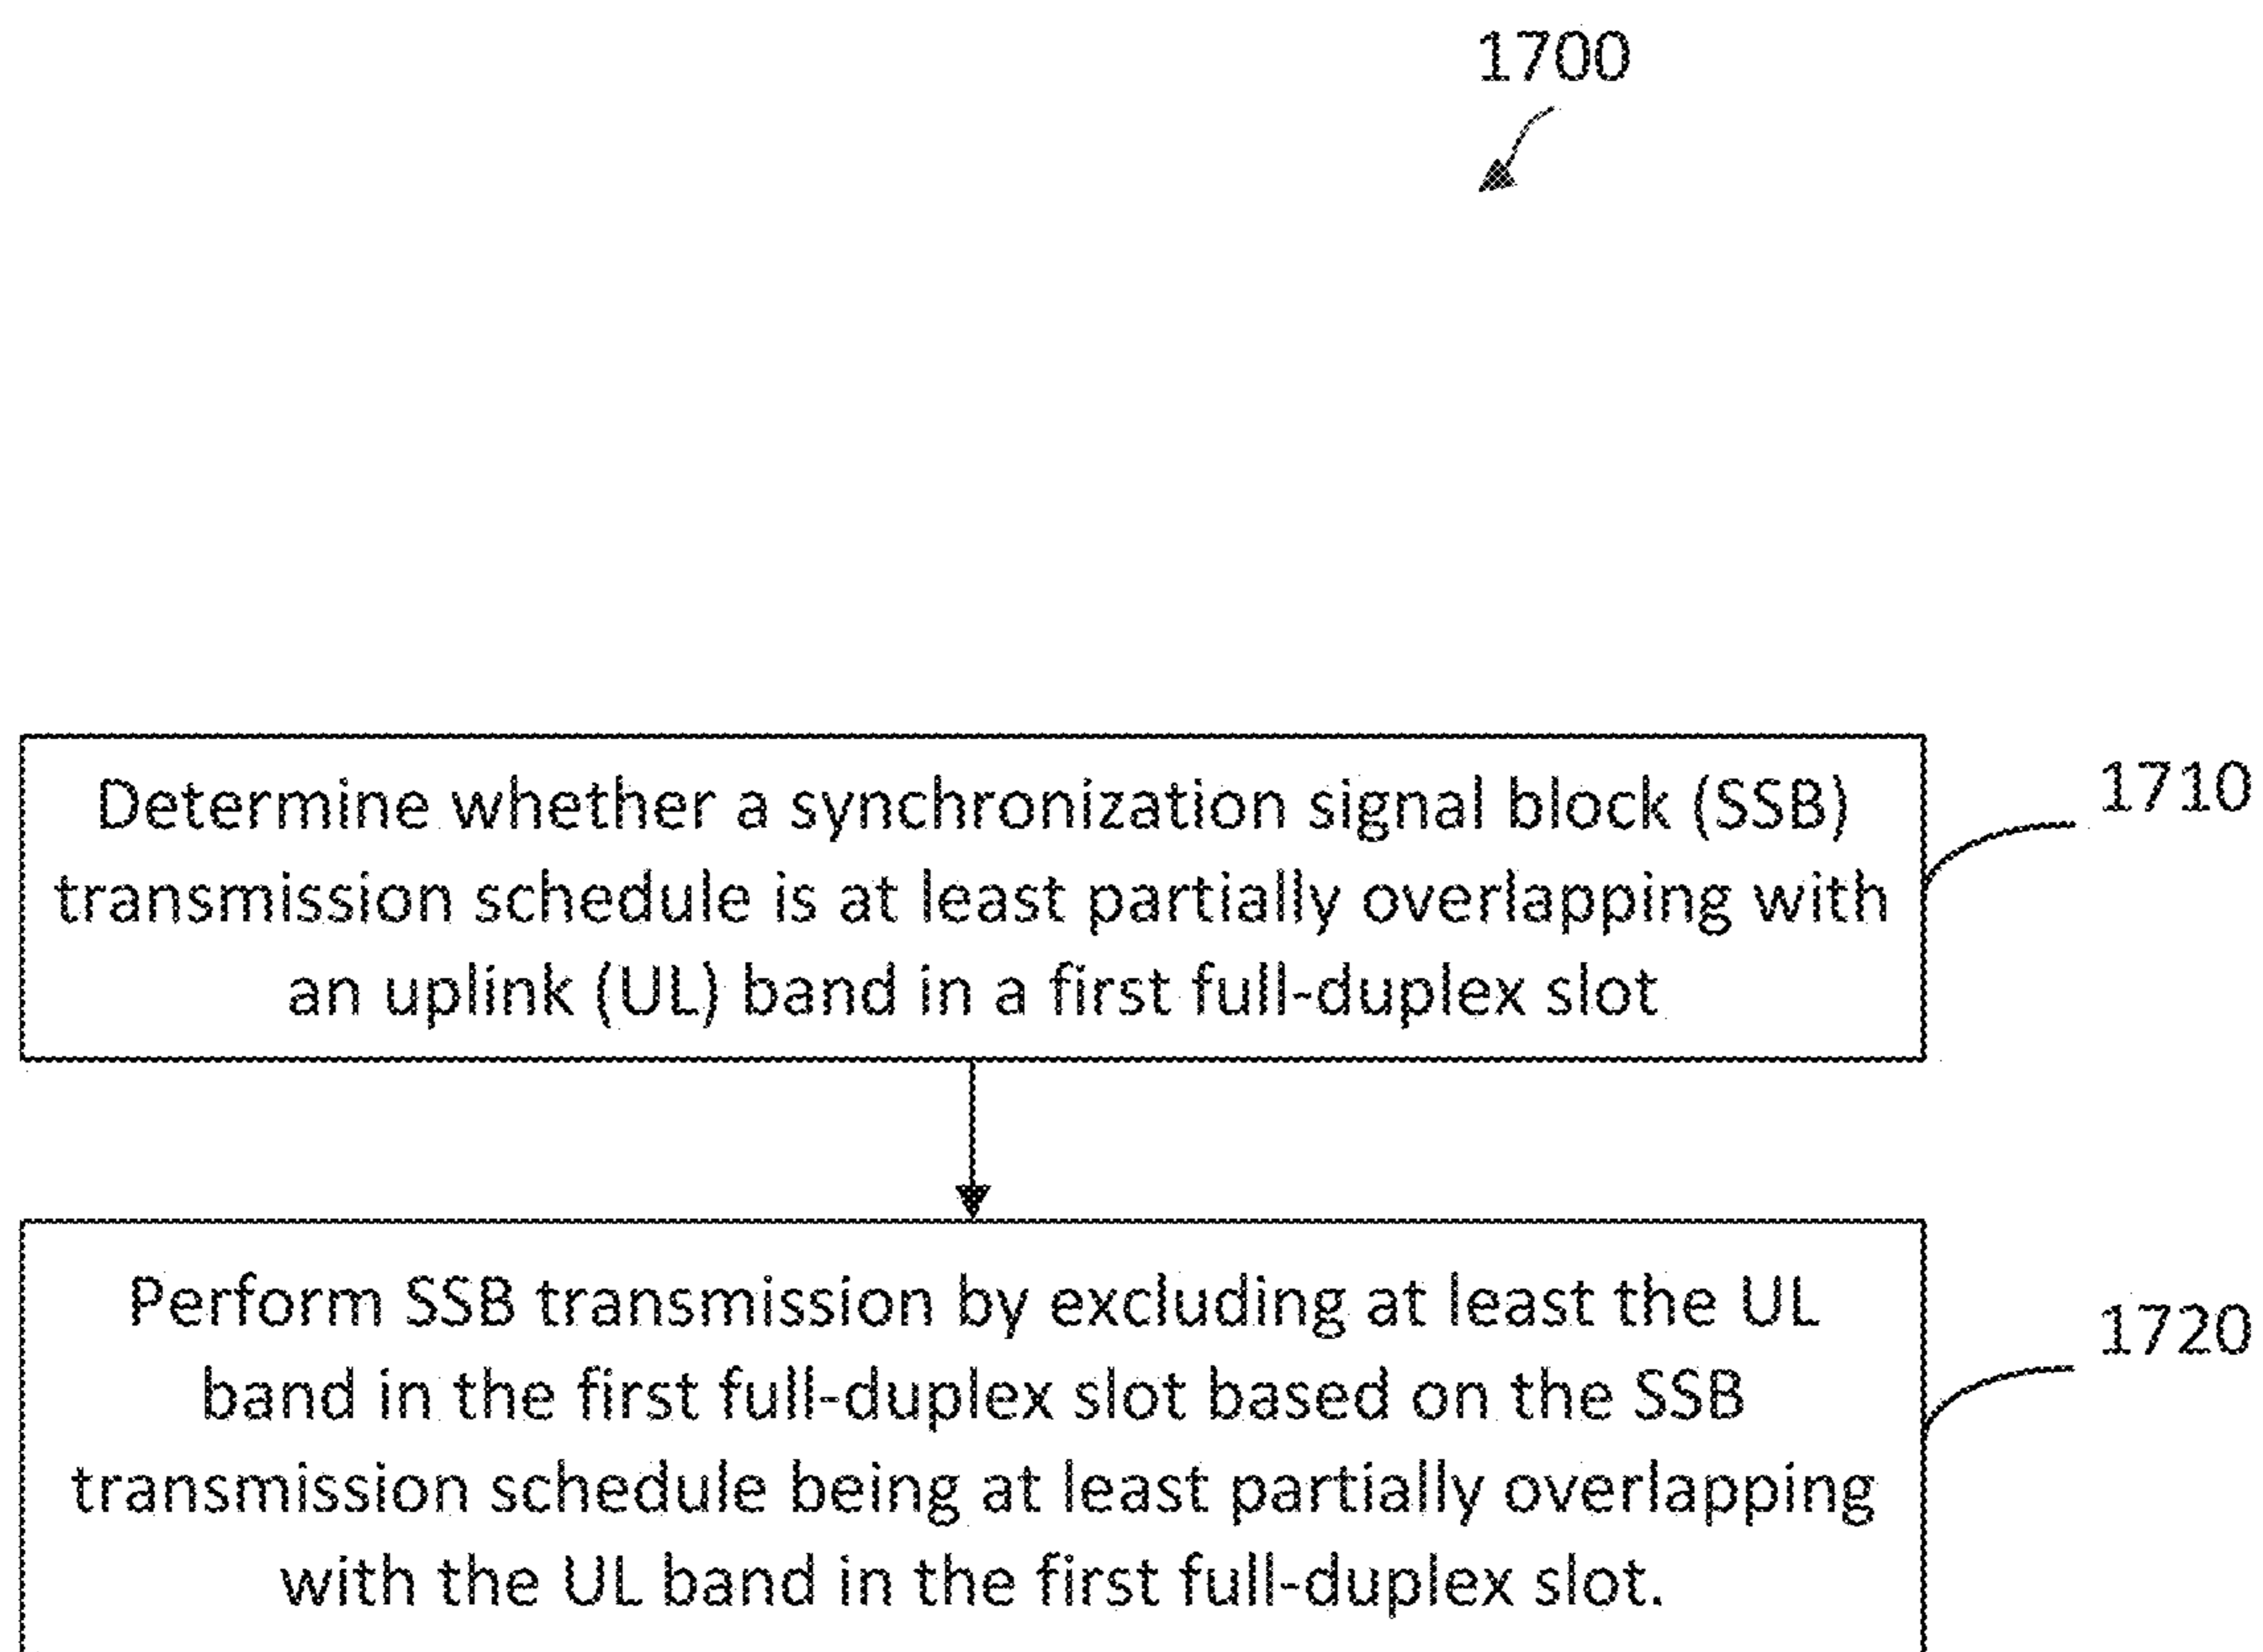 1700
Determine whether a synchronization signal block (SSB)
transmission schedule is at least partially overlapping with
an uplink (UL) band in a first full-duplex slot
1710
Perform SSB transmission by excluding at least the UL
band in the first full-duplex slot based on the SSB
transmission schedule being at least partially overlapping
with the UL band in the first full-duplex slot.
1720